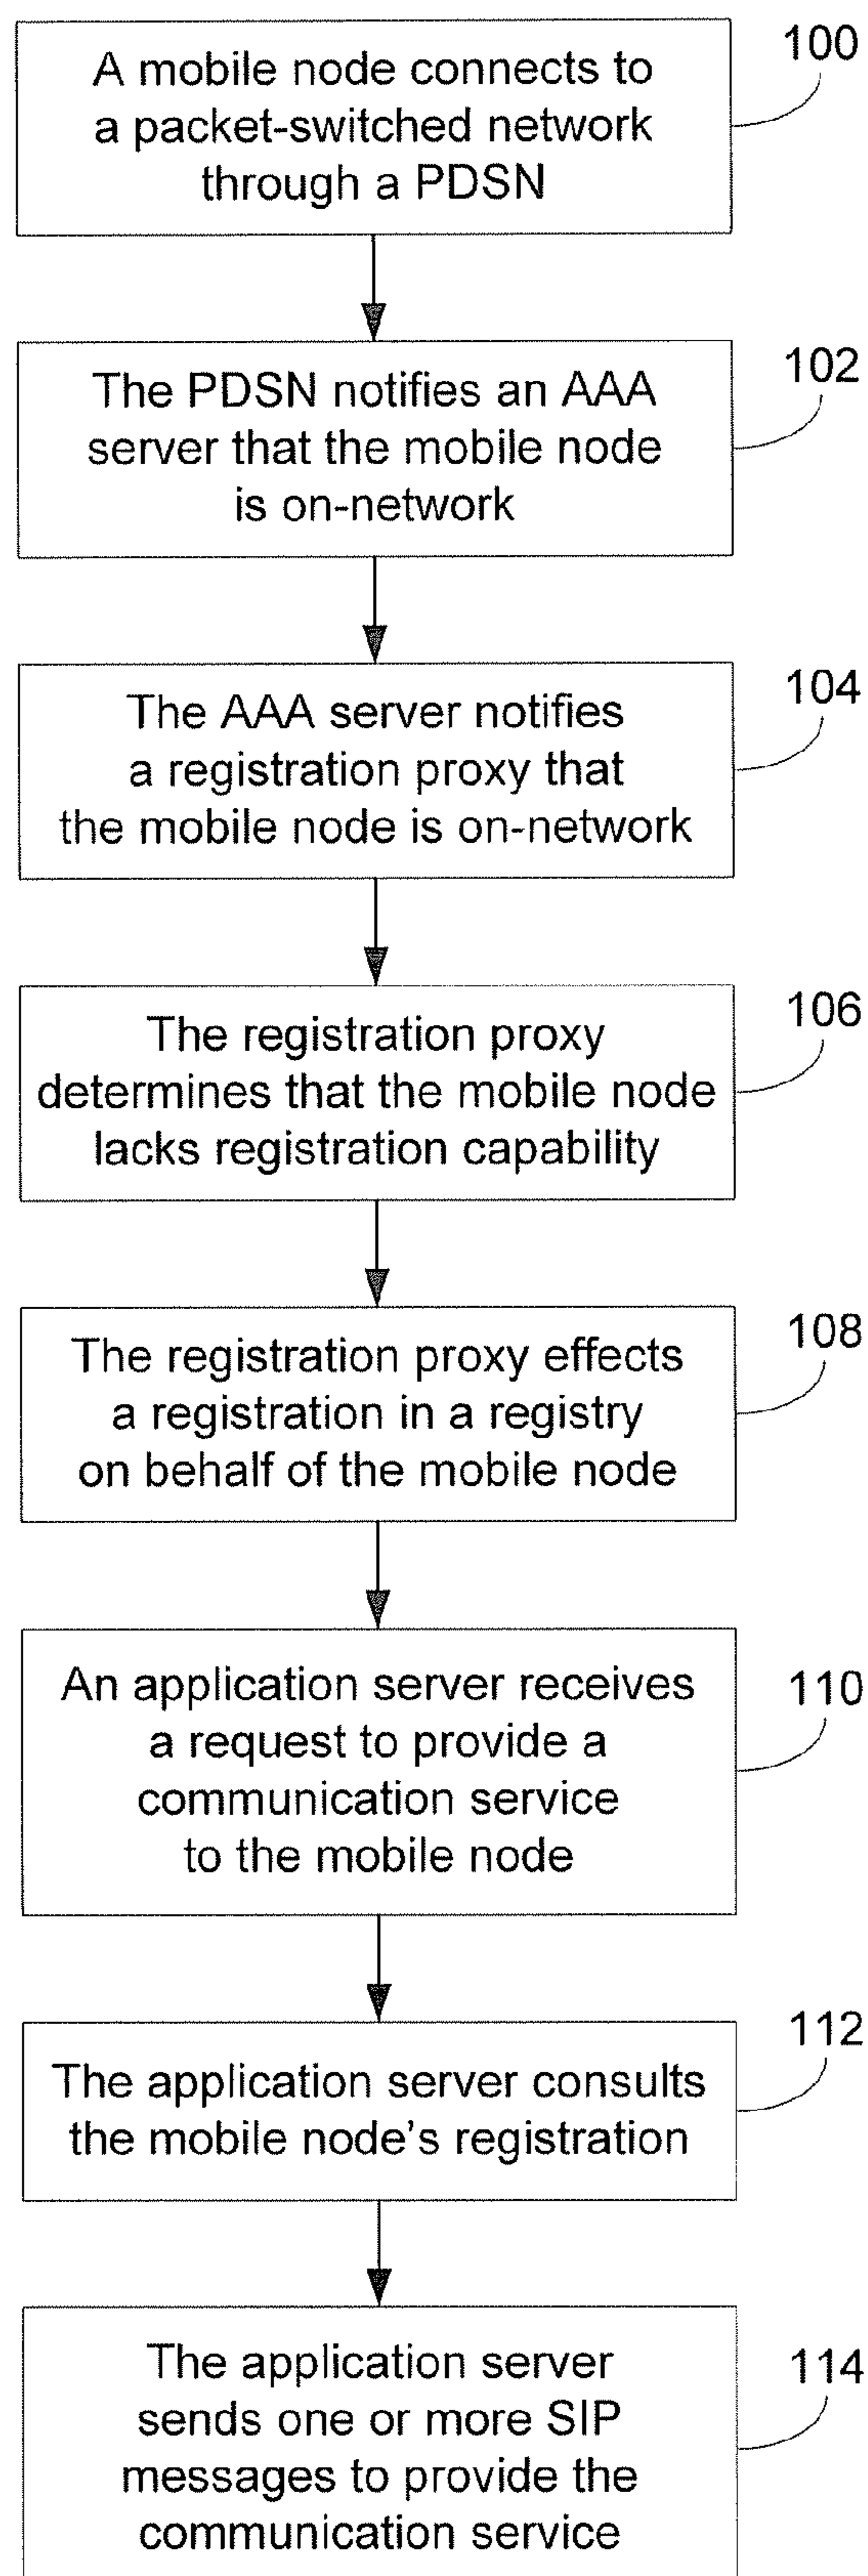 100
A mobile node connects to
a packet-switched network
through a PDSN
102
The PDSN notifies an AAA
server that the mobile node
is on-network
104
The AAA server notifies
a registration proxy that
the mobile node is on-network
106
The registration proxy
determines that the mobile node
lacks registration capability
108
The registration proxy effects
a registration in a registry
on behalf of the mobile node
110
An application server receives
a request to provide a
communication service
to the mobile node
112
The application server consults
the mobile node's registration
114
The application server
sends one or more SIP
messages to provide the
communication service